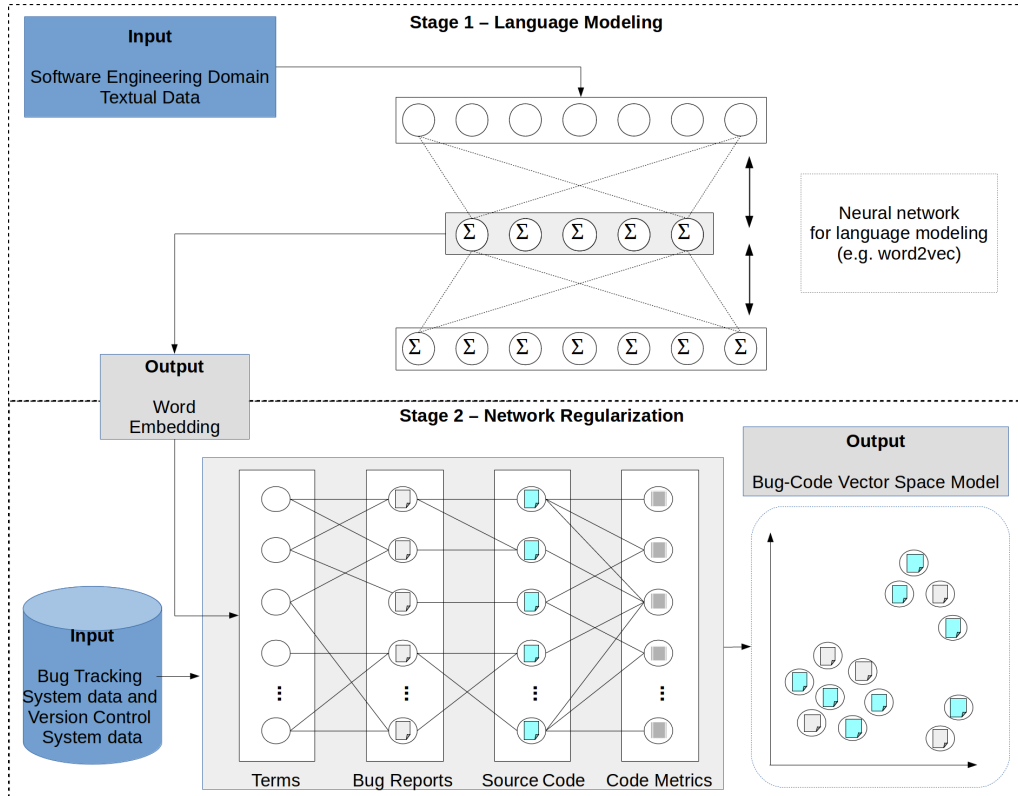 Stage 1 – Language Modeling
Input
Software Engineering Domain
Textual Data
Neural network
for language modeling
(e.g. word2vec)
Σ Σ Σ Σ Σ
Σ Σ Σ Σ Σ Σ Σ
Output
Word
Embedding
Stage 2 – Network Regularization
Output
Bug-Code Vector Space Model
Input
Bug Tracking
System data and
Version Control
System data
Terms
Bug Reports
Source Code
Code Metrics